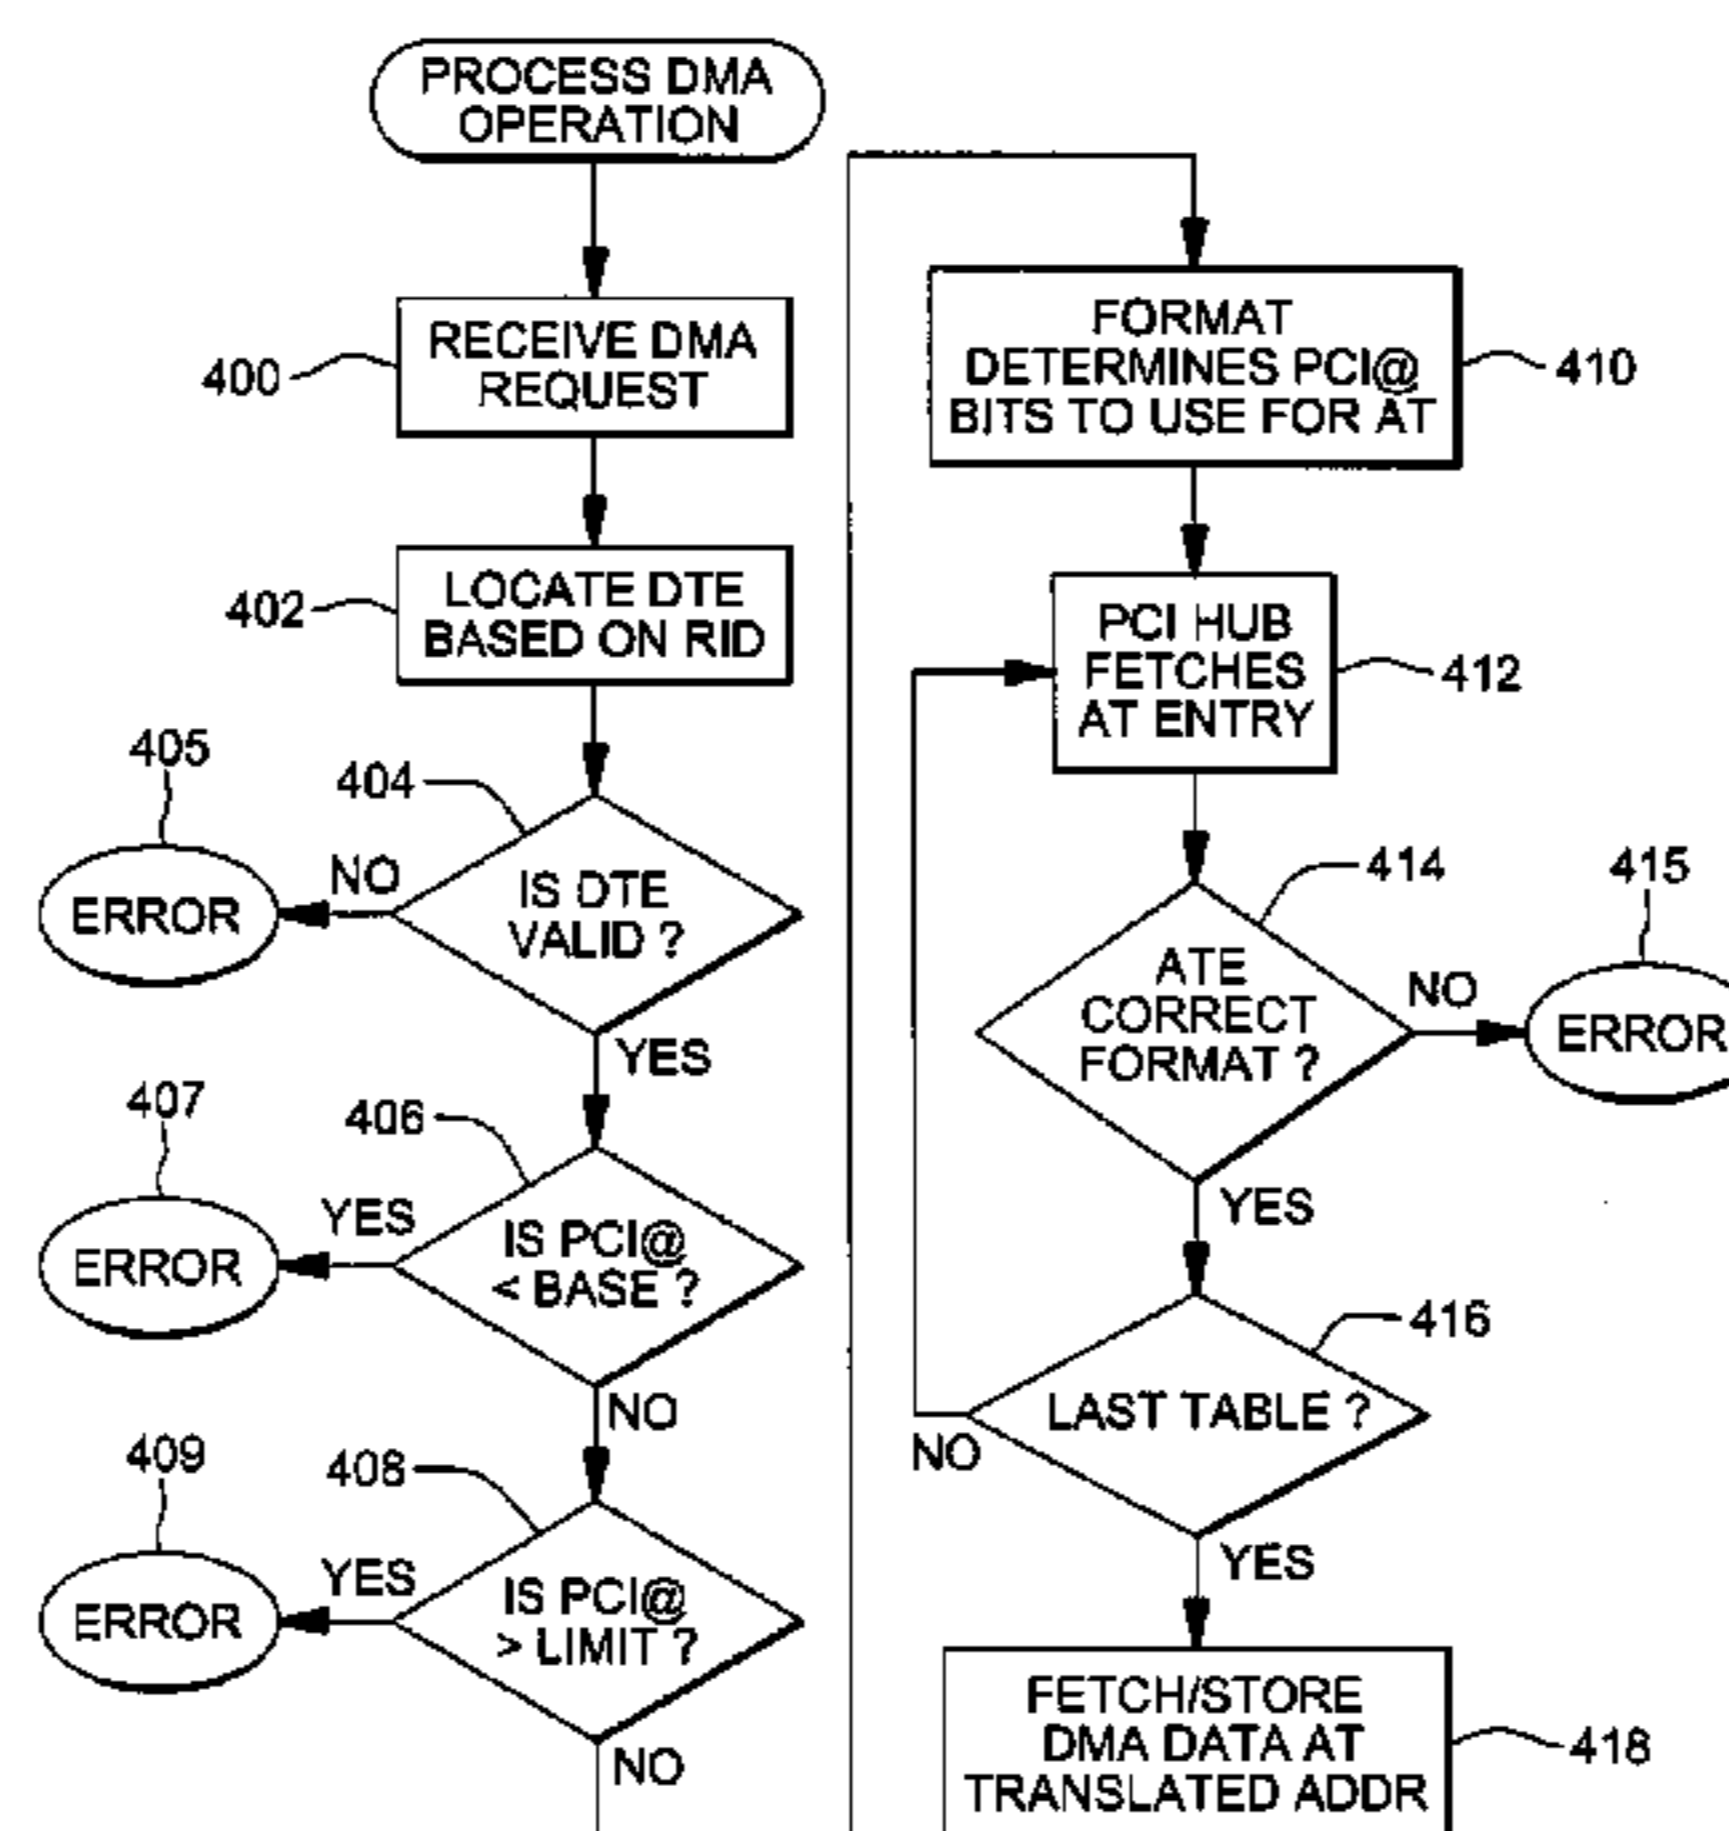 PROCESS DMA
OPERATION
400
RECEIVE DMA
REQUEST
402
LOCATE DTE
BASED ON RID
405
404
ERROR
NO
IS DTE
VALID ?
YES
407
406
ERROR
YES
IS PCI@
< BASE ?
NO
409
408
ERROR
YES
IS PCI@
> LIMIT ?
NO
FORMAT
DETERMINES PCI@
BITS TO USE FOR AT
410
PCI HUB
FETCHES
AT ENTRY
412
414
415
ATE
CORRECT
FORMAT ?
NO
ERROR
YES
416
LAST TABLE ?
NO
YES
FETCH/STORE
DMA DATA AT
TRANSLATED ADDR
418